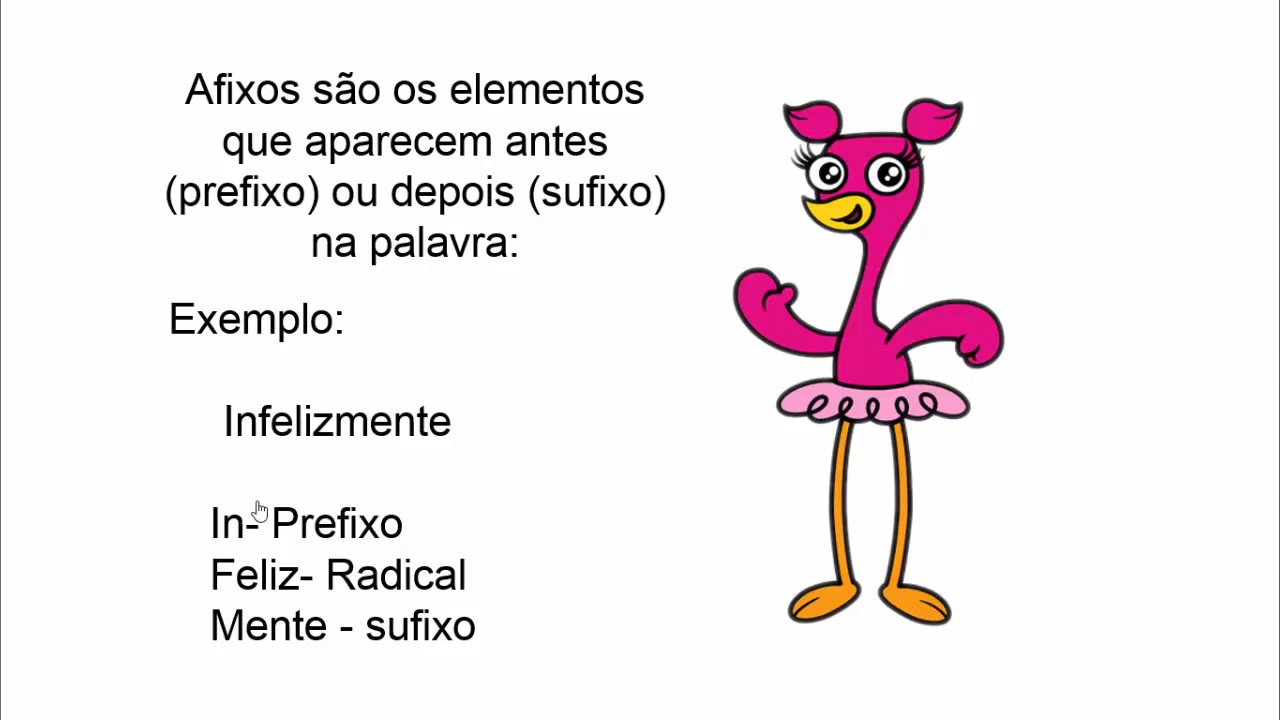 Afixos são os elementos
que aparecem antes
(prefixo) ou depois (sufixo)
na palavra:
Exemplo:
Infelizmente
In- Prefixo
Feliz- Radical
Mente - sufixo